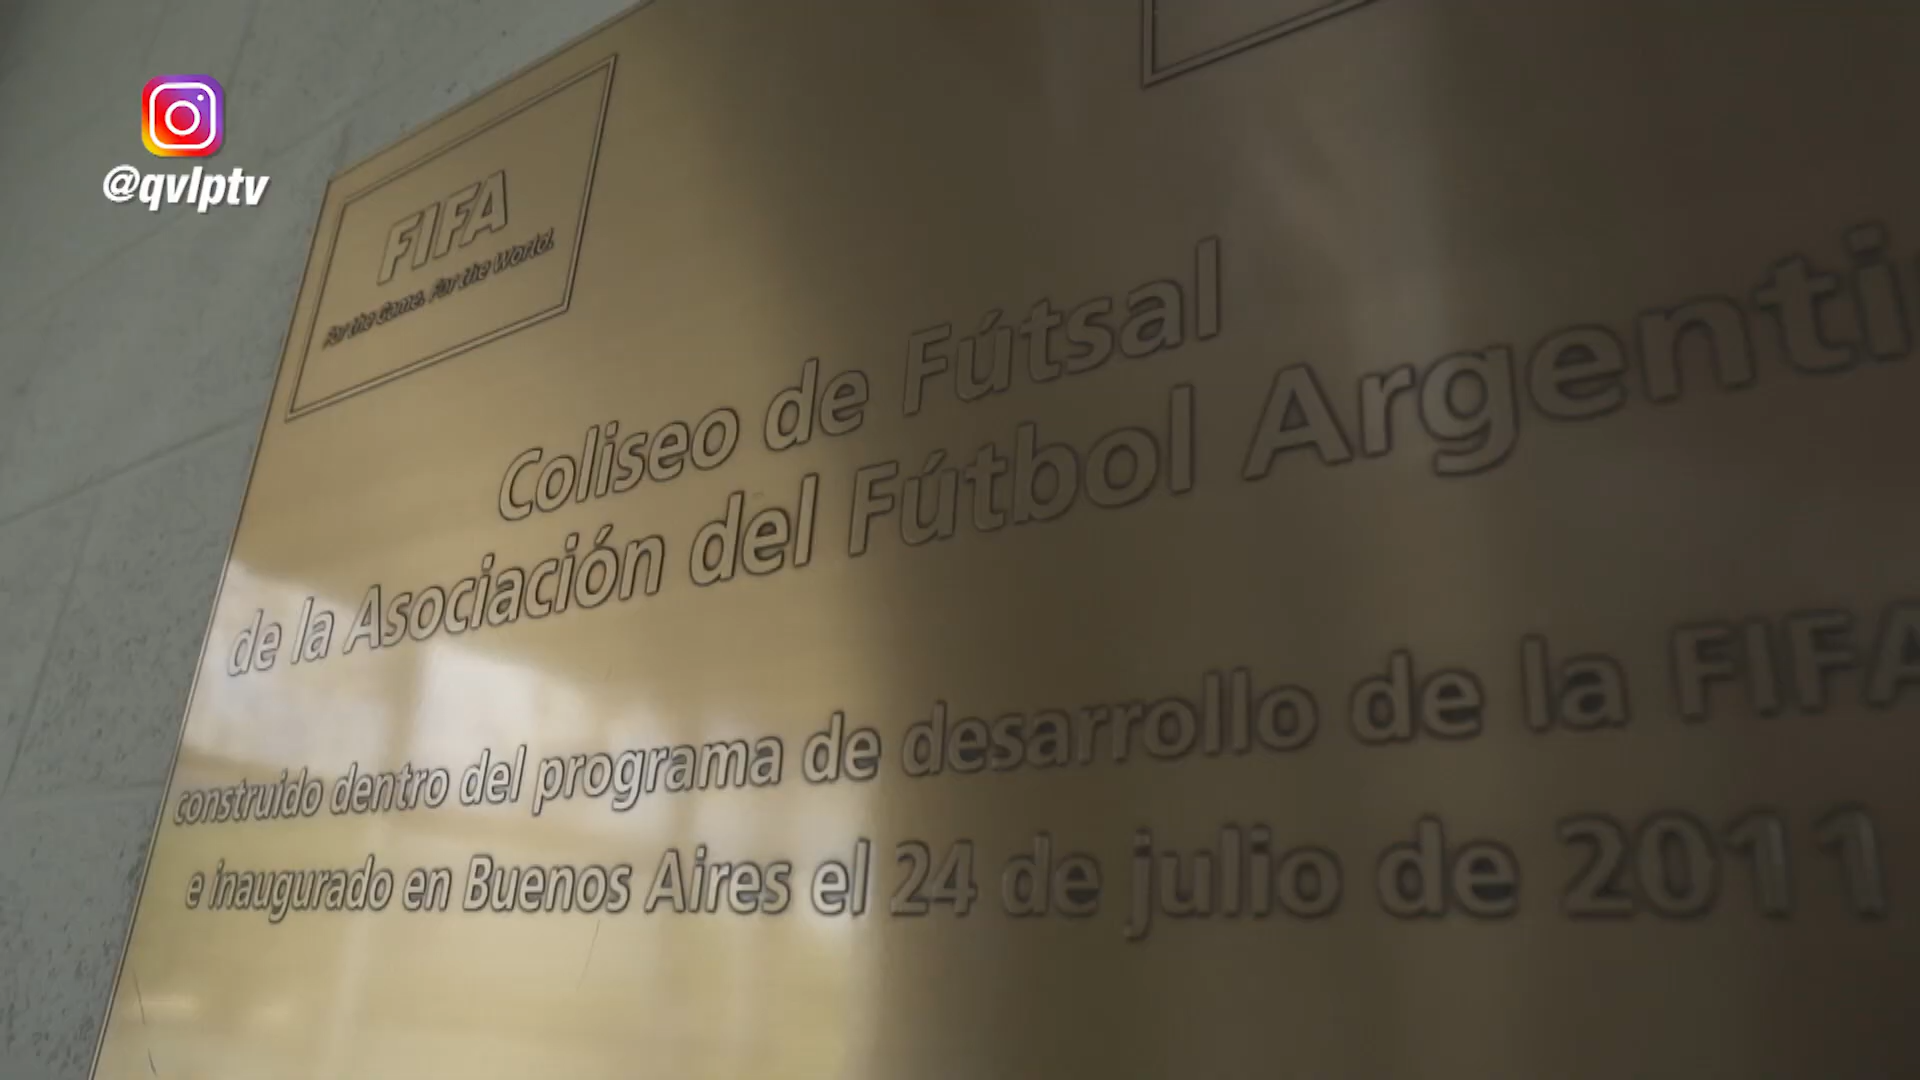 @qvlptv
FIFA
For the Game. For the World.
Coliseo de Fútsal
de la Asociación del Fútbol Argenti
construido dentro del programa de desarrollo de la FIFA
e inaugurado en Buenos Aires el 24 de julio de 2011